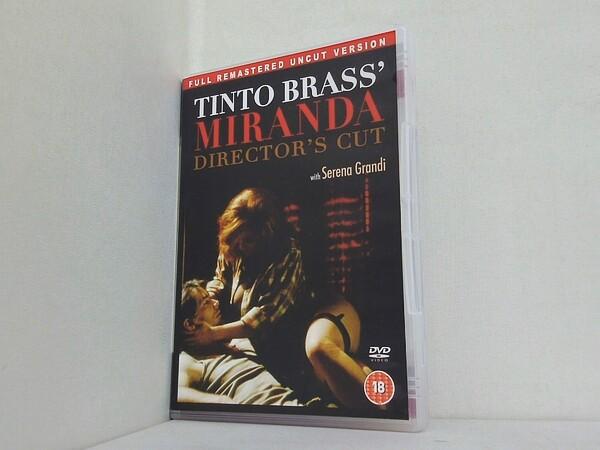 FULL REMASTERED UNCUT VERSION
TINTO BRASS'
MIRANDA
DIRECTOR'S CUT
with Serena Grandi
DVD
VIDEO
18